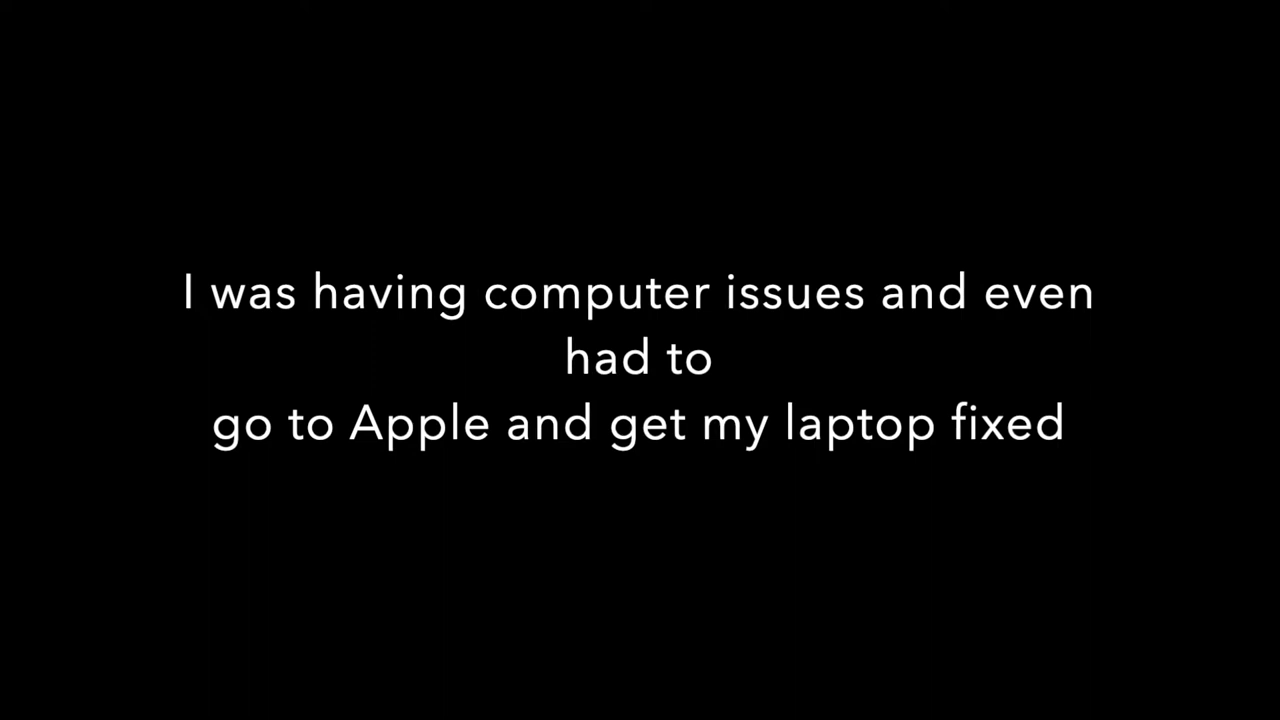 I was having computer issues and even
had to
go to Apple and get my laptop fixed